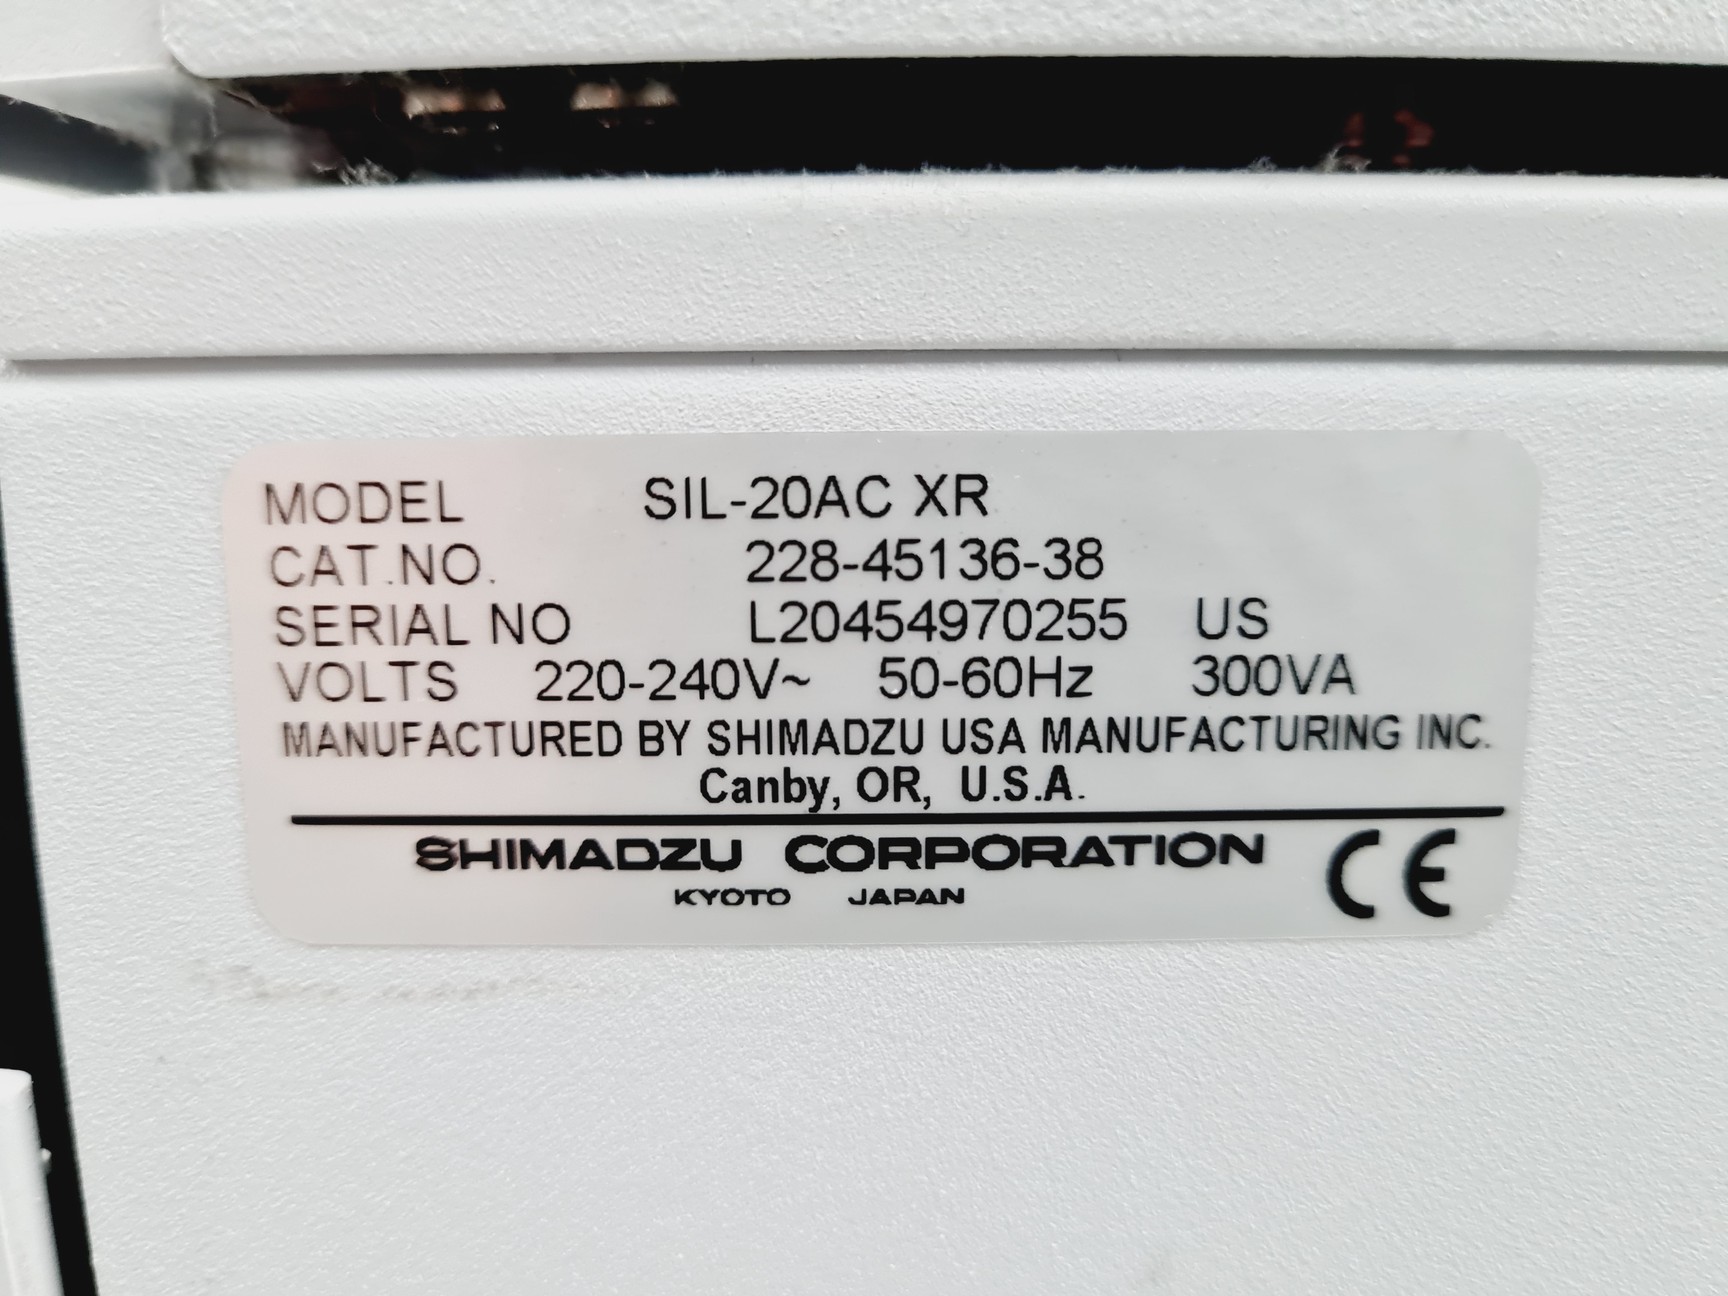 MODEL SIL-20AC XR
CAT.NO. 228-45136-38
SERIAL NO L20454970255 US
VOLTS 220-240V~ 50-60Hz 300VA
MANUFACTURED BY SHIMADZU USA MANUFACTURING INC.
Canby, OR, U.S.A.
SHIMADZU CORPORATION
KYOTO JAPAN
CE